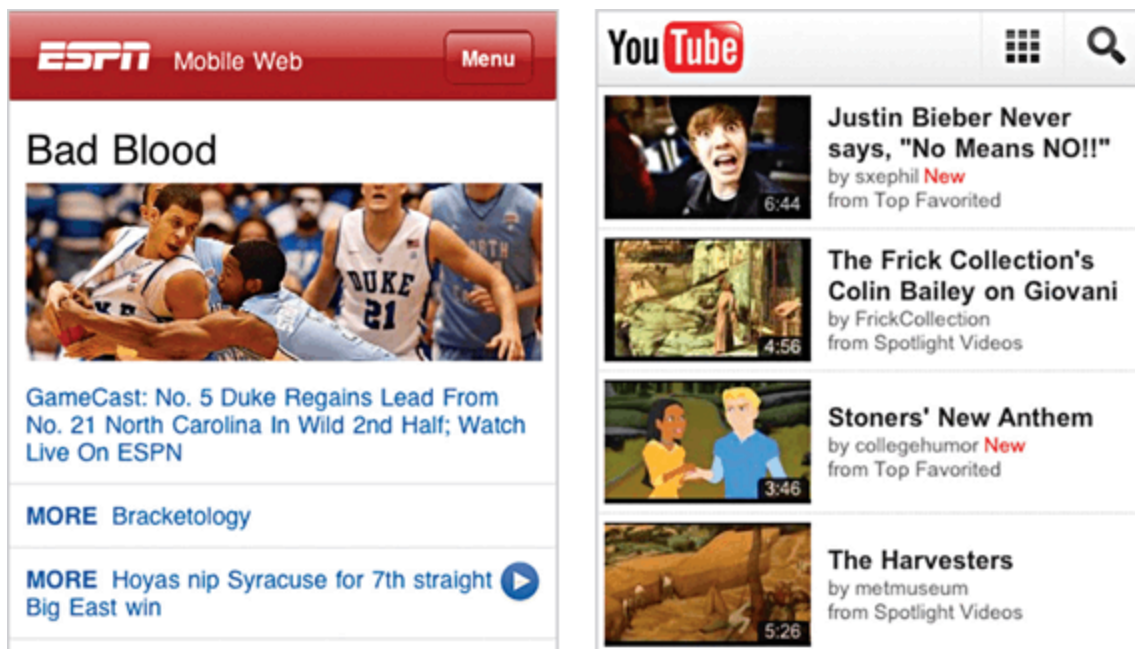 ESPN Mobile Web Menu
Bad Blood
DUKE
21
NORTH
KE
GameCast: No. 5 Duke Regains Lead From
No. 21 North Carolina In Wild 2nd Half; Watch
Live On ESPN
MORE Bracketology
MORE Hoyas nip Syracuse for 7th straight
Big East win
YouTube
Justin Bieber Never
says, "No Means NO!!"
by sxephil New
from Top Favorited
6:44
The Frick Collection's
Colin Bailey on Giovani
by FrickCollection
from Spotlight Videos
4:56
Stoners' New Anthem
by collegehumor New
from Top Favorited
3:46
The Harvesters
by metmuseum
from Spotlight Videos
5:26